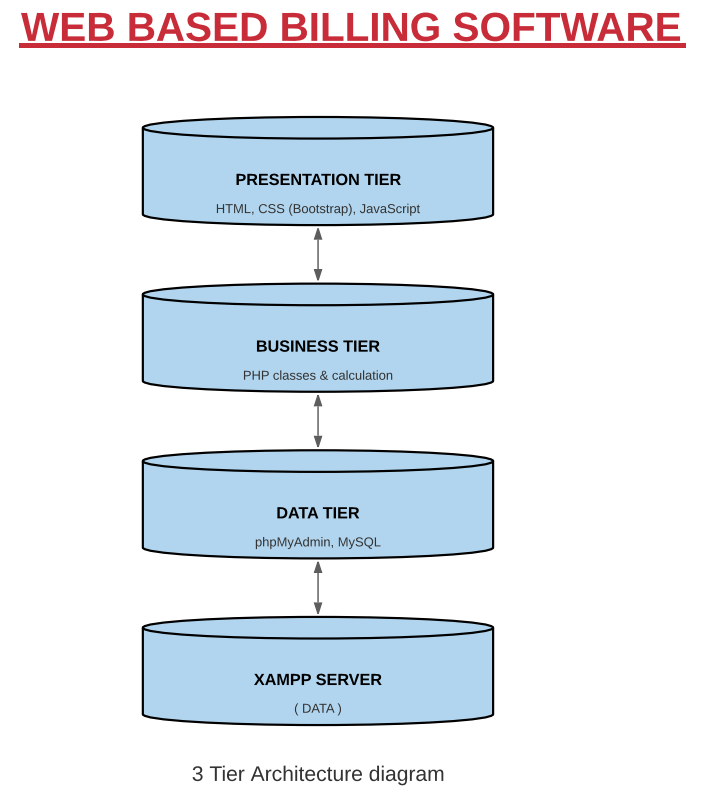 WEB BASED BILLING SOFTWARE
PRESENTATION TIER
HTML, CSS (Bootstrap), JavaScript
BUSINESS TIER
PHP classes & calculation
DATA TIER
phpMyAdmin, MySQL
XAMPP SERVER
( DATA )
3 Tier Architecture diagram